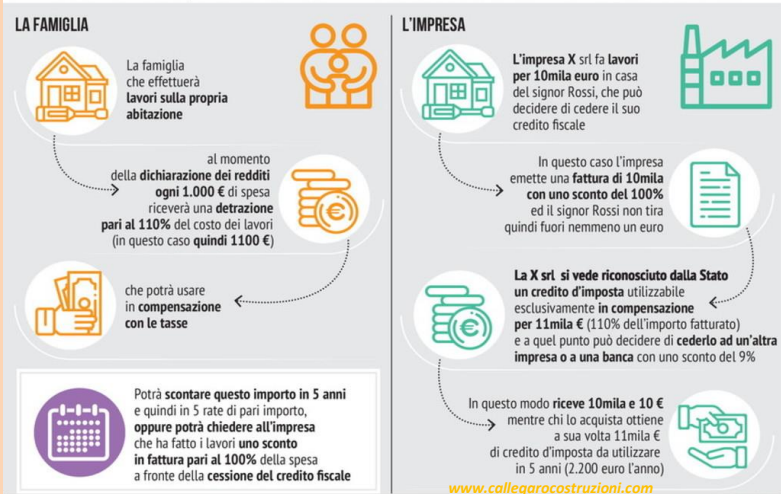 LA FAMIGLIA
La famiglia
che effettuerà
lavori sulla propria
abitazione
al momento
della dichiarazione dei redditi
ogni 1.000 € di spesa
riceverà una detrazione
pari al 110% del costo dei lavori
(in questo caso quindi 1100 €)
che potrà usare
in compensazione
con le tasse
Potrà scontare questo importo in 5 anni
e quindi in 5 rate di pari importo,
oppure potrà chiedere all'impresa
che ha fatto i lavori uno sconto
in fattura pari al 100% della spesa
a fronte della cessione del credito fiscale
L'IMPRESA
L'impresa X srl fa lavori
per 10mila euro in casa
del signor Rossi, che può
decidere di cedere il suo
credito fiscale
In questo caso l'impresa
emette una fattura di 10mila
con uno sconto del 100%
ed il signor Rossi non tira
quindi fuori nemmeno un euro
La X srl si vede riconosciuto dalla Stato
un credito d'imposta utilizzabile
esclusivamente in compensazione
per 11mila € (110% dell'importo fatturato)
e a quel punto può decidere di cederlo ad un'altra
impresa o a una banca con uno sconto del 9%
In questo modo riceve 10mila e 10 €
mentre chi lo acquista ottiene
a sua volta 11mila €
di credito d'imposta da utilizzare
in 5 anni (2.200 euro l'anno)
www.callegarocostruzioni.com